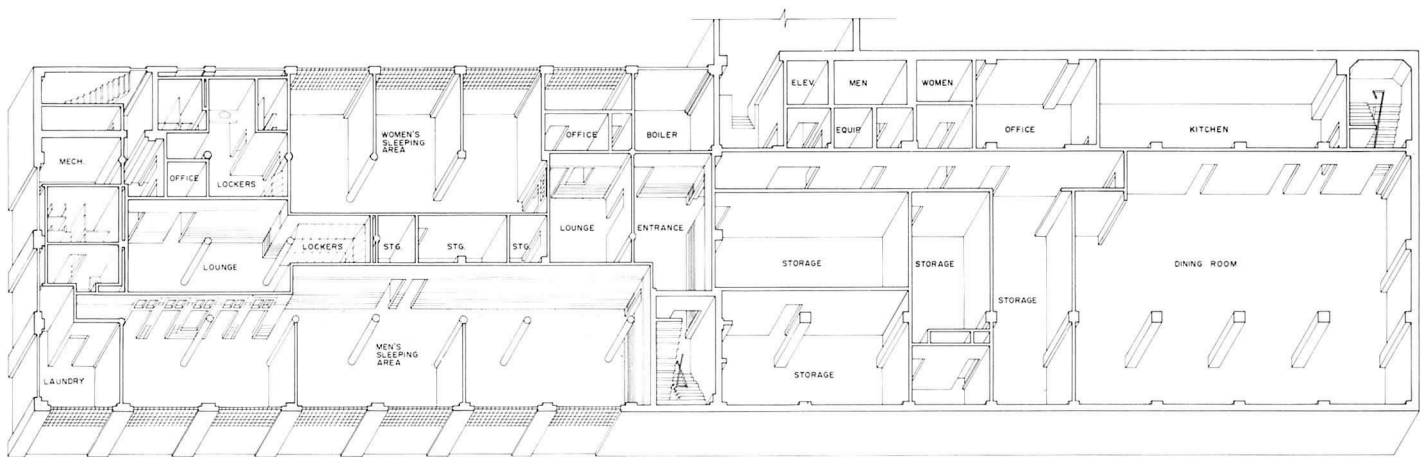 ELEV.
MEN
WOMEN
WOMEN'S
SLEEPING
AREA
OFFICE
BOILER
EQUIP.
OFFICE
KITCHEN
MECH.
OFFICE
LOCKERS
LOUNGE
LOCKERS
STG.
STG.
STG.
LOUNGE
ENTRANCE
STORAGE
STORAGE
STORAGE
DINING ROOM
MEN'S
SLEEPING
AREA
STORAGE
LAUNDRY